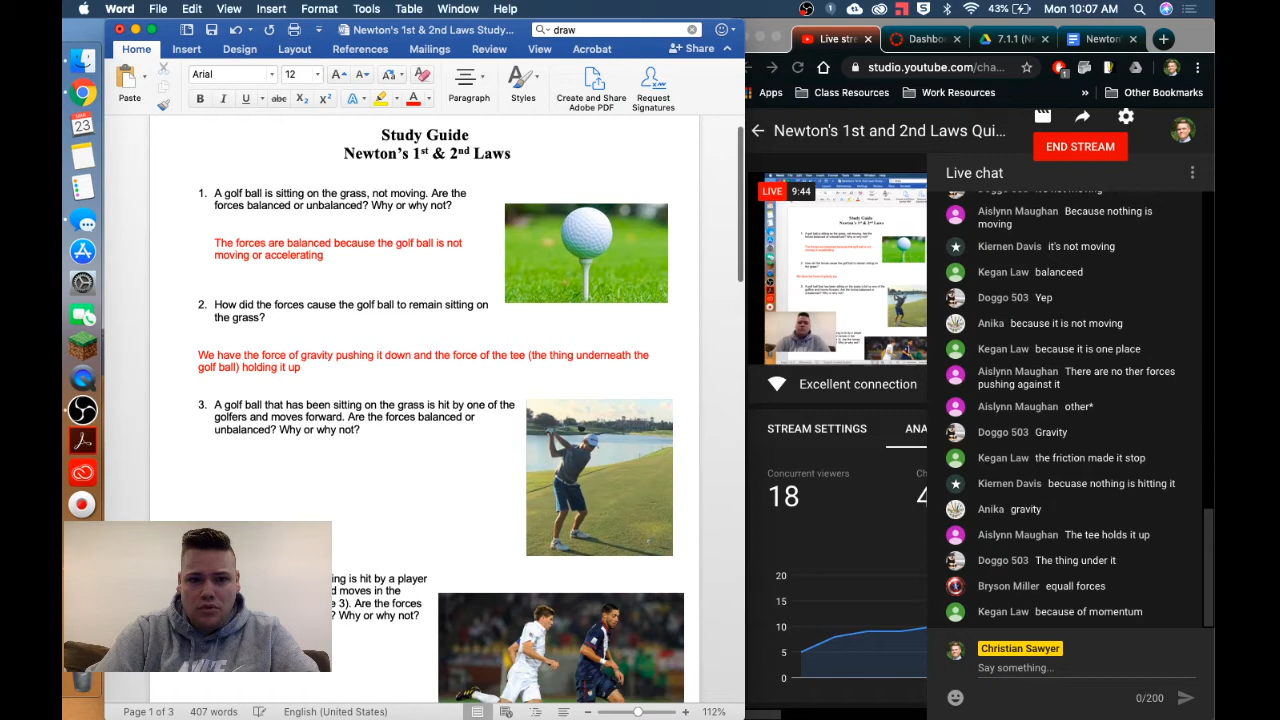 Word File Edit View Insert Format Tools Table Window Help
43% Mon 10:07 AM
Newton's 1st & 2nd Laws Study...
draw
Home Insert Design Layout References Mailings Review View Acrobat Share
Paste
Arial 12
Paragraph Styles Create and Share Adobe PDF Request Signatures
MAR
23
Study Guide
Newton's 1st & 2nd Laws
1. A golf ball is sitting on the grass, not moving. Are the
forces balanced or unbalanced? Why or why not?
The forces are balanced because the golf ball is not
moving or accelerating
2. How did the forces cause the golf ball to remain sitting on
the grass?
We have the force of gravity pushing it down and the force of the tee (the thing underneath the
golf ball) holding it up
3. A golf ball that has been sitting on the grass is hit by one of the
golfers and moves forward. Are the forces balanced or
unbalanced? Why or why not?
ing is hit by a player
d moves in the
e 3). Are the forces
? Why or why not?
NIKE
Page 1 of 3 407 words English (United States) 112%
Live stre Dashbo 7.1.1 (N Newton
studio.youtube.com/cha...
Apps Class Resources Work Resources » Other Bookmarks
Newton's 1st and 2nd Laws Qui...
END STREAM
LIVE 9:44
Excellent connection
STREAM SETTINGS ANA
Concurrent viewers
18
20
15
10
5
0
Live chat
Aislynn Maughan Because nothing is
moving
Kiernen Davis it's not moving
Kegan Law balanceed
Doggo 503 Yep
Anika because it is not moving
Kegan Law because it is one place
Aislynn Maughan There are no ther forces
pushing against it
Aislynn Maughan other*
Doggo 503 Gravity
Kegan Law the friction made it stop
Kiernen Davis becuase nothing is hitting it
Anika gravity
Aislynn Maughan The tee holds it up
Doggo 503 The thing under it
Bryson Miller equall forces
Kegan Law because of momentum
Christian Sawyer
Say something...
0/200